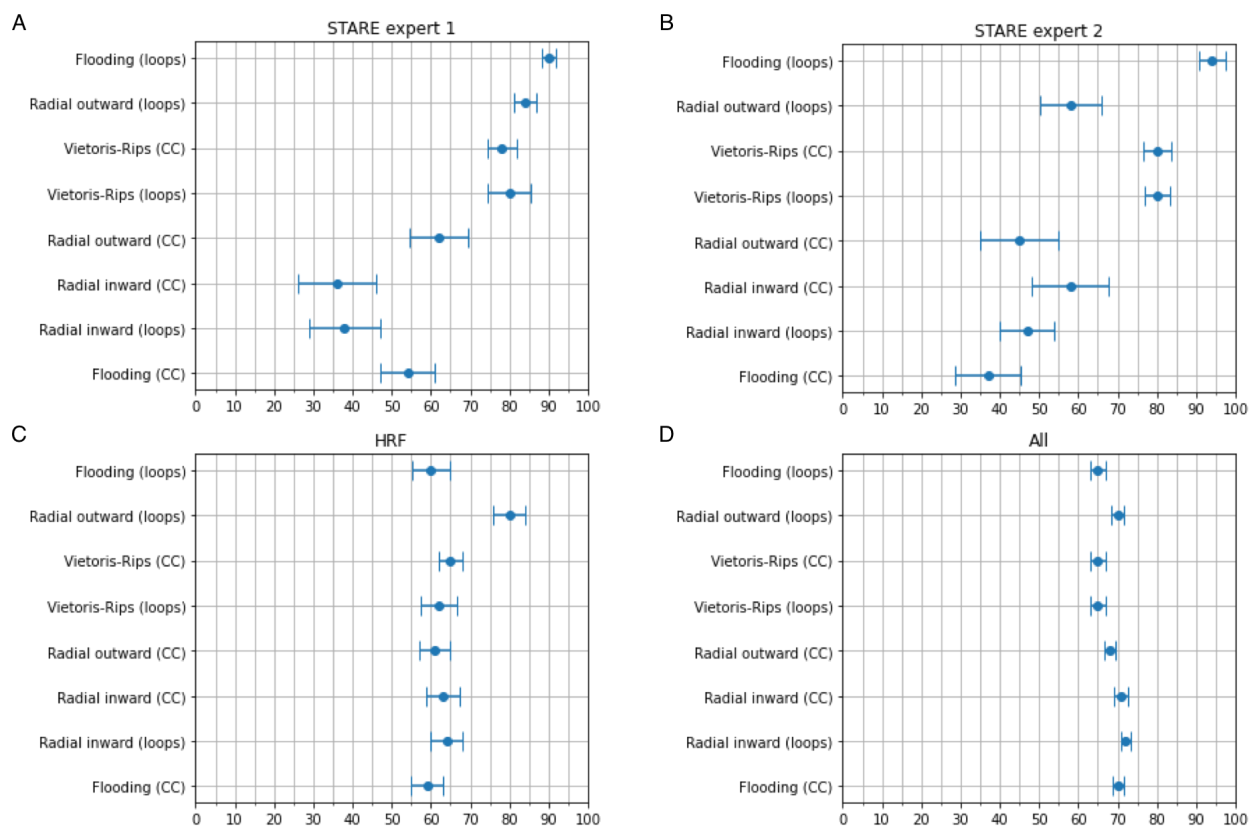 A
STARE expert 1
Flooding (loops)
Radial outward (loops)
Vietoris-Rips (CC)
Vietoris-Rips (loops)
Radial outward (CC)
Radial inward (CC)
Radial inward (loops)
Flooding (CC)
0 10 20 30 40 50 60 70 80 90 100
B
STARE expert 2
Flooding (loops)
Radial outward (loops)
Vietoris-Rips (CC)
Vietoris-Rips (loops)
Radial outward (CC)
Radial inward (CC)
Radial inward (loops)
Flooding (CC)
0 10 20 30 40 50 60 70 80 90 100
C
HRF
Flooding (loops)
Radial outward (loops)
Vietoris-Rips (CC)
Vietoris-Rips (loops)
Radial outward (CC)
Radial inward (CC)
Radial inward (loops)
Flooding (CC)
0 10 20 30 40 50 60 70 80 90 100
D
All
Flooding (loops)
Radial outward (loops)
Vietoris-Rips (CC)
Vietoris-Rips (loops)
Radial outward (CC)
Radial inward (CC)
Radial inward (loops)
Flooding (CC)
0 10 20 30 40 50 60 70 80 90 100